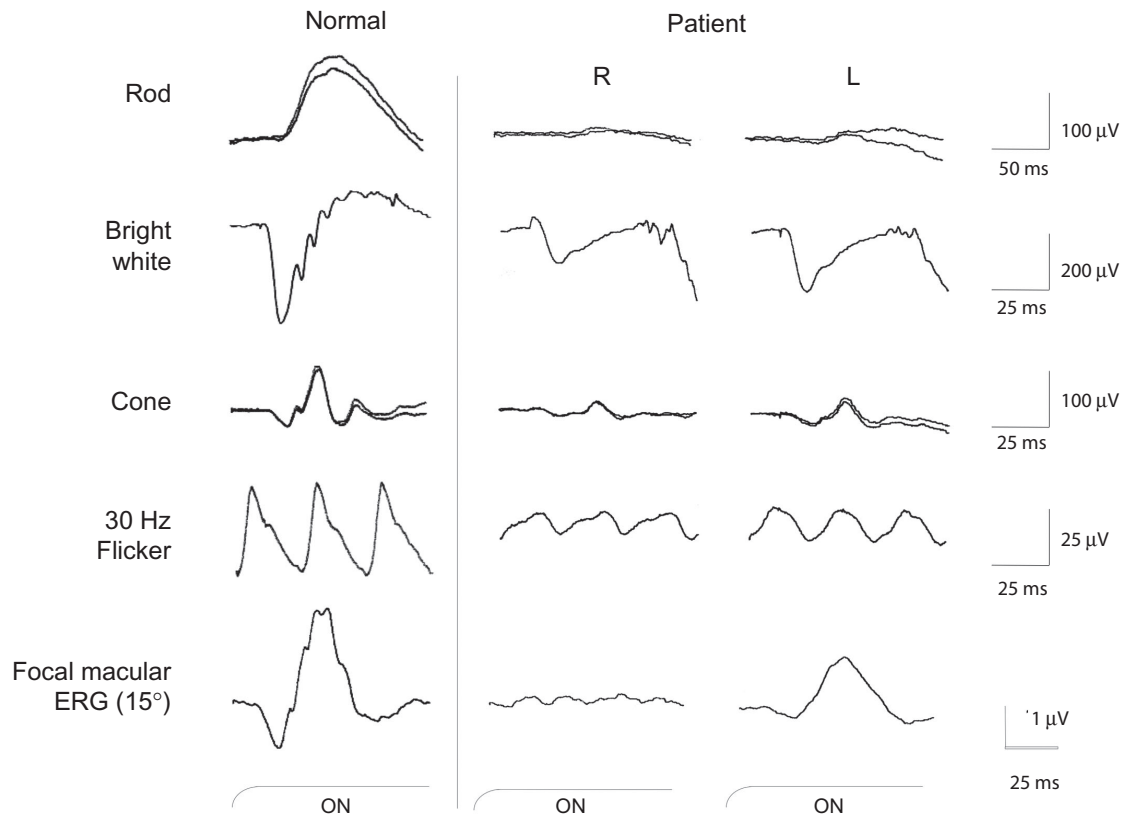 Normal
Patient
R
L
Rod
100 μV
50 ms
Bright
white
200 μV
25 ms
Cone
100 μV
25 ms
30 Hz
Flicker
25 μV
25 ms
Focal macular
ERG (15°)
1 μV
25 ms
ON
ON
ON